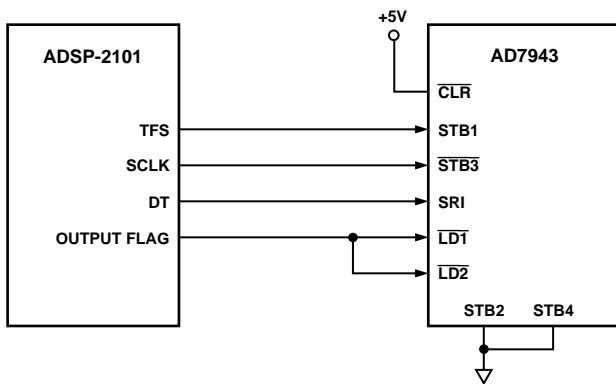 +5V
ADSP-2101
AD7943
CLR
TFS
STB1
SCLK
STB3
DT
SRI
OUTPUT FLAG
LD1
LD2
STB2
STB4